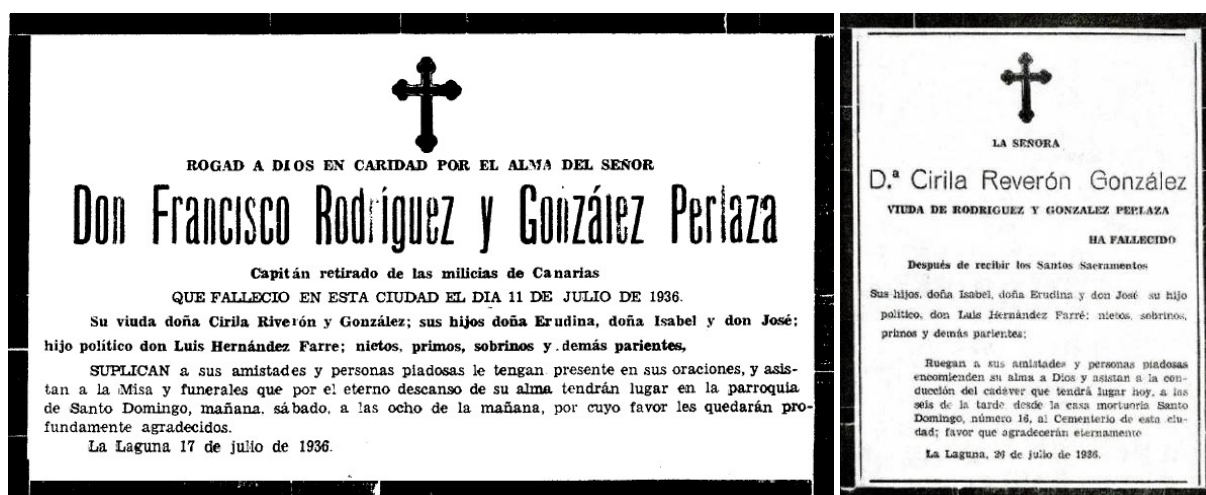 ROGAD A DIOS EN CARIDAD POR EL ALMA DEL SEÑOR
Don Francisco Rodríguez y González Perlaza
Capitán retirado de las milicias de Canarias
QUE FALLECIO EN ESTA CIUDAD EL DIA 11 DE JULIO DE 1936.
Su viuda doña Cirila Riverón y González; sus hijos doña Erudina, doña Isabel y don José;
hijo político don Luis Hernández Farre; nietos, primos, sobrinos y demás parientes,
SUPLICAN a sus amistades y personas piadosas le tengan presente en sus oraciones, y asis-
tan a la Misa y funerales que por el eterno descanso de su alma tendrán lugar en la parroquia
de Santo Domingo, mañana, sábado, a las ocho de la mañana, por cuyo favor les quedarán pro-
fundamente agradecidos.
La Laguna 17 de julio de 1936.
LA SEÑORA
D.ª Cirila Reverón González
VIUDA DE RODRIGUEZ Y GONZALEZ PERLAZA
HA FALLECIDO
Después de recibir los Santos Sacramentos
Sus hijos, doña Isabel, doña Erudina y don José su hijo
político, don Luis Hernández Farré; nietos, sobrinos,
primos y demás parientes;
Ruegan a sus amistades y personas piadosas
encomienden su alma a Dios y asistan a la con-
ducción del cadáver que tendrá lugar hoy, a las
seis de la tarde desde la casa mortuoria Santo
Domingo, número 16, al Cementerio de esta ciu-
dad; favor que agradecerán eternamente
La Laguna, 26 de julio de 1936.